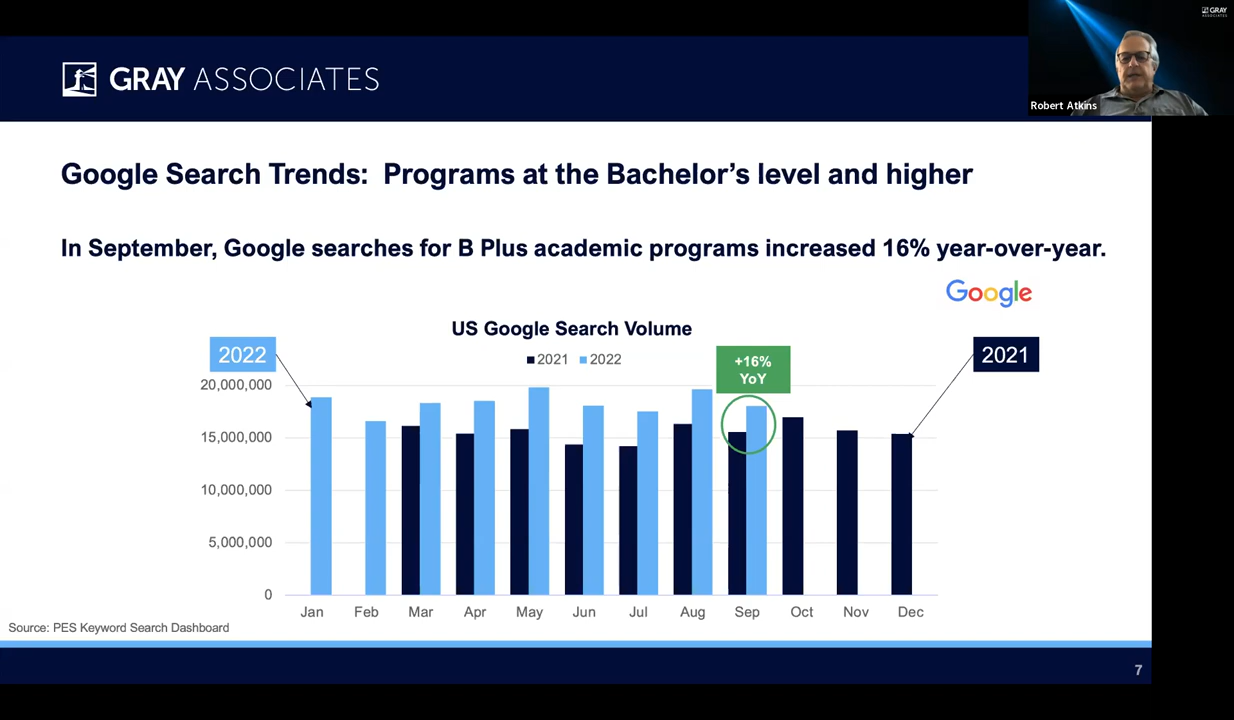 GRAY ASSOCIATES
GRAY
ASSOCIATES
Robert Atkins
Google Search Trends:  Programs at the Bachelor's level and higher
In September, Google searches for B Plus academic programs increased 16% year-over-year.
Google
US Google Search Volume
2021 2022
2022
+16%
YoY
2021
20,000,000
15,000,000
10,000,000
5,000,000
0
Jan Feb Mar Apr May Jun Jul Aug Sep Oct Nov Dec
Source: PES Keyword Search Dashboard
7